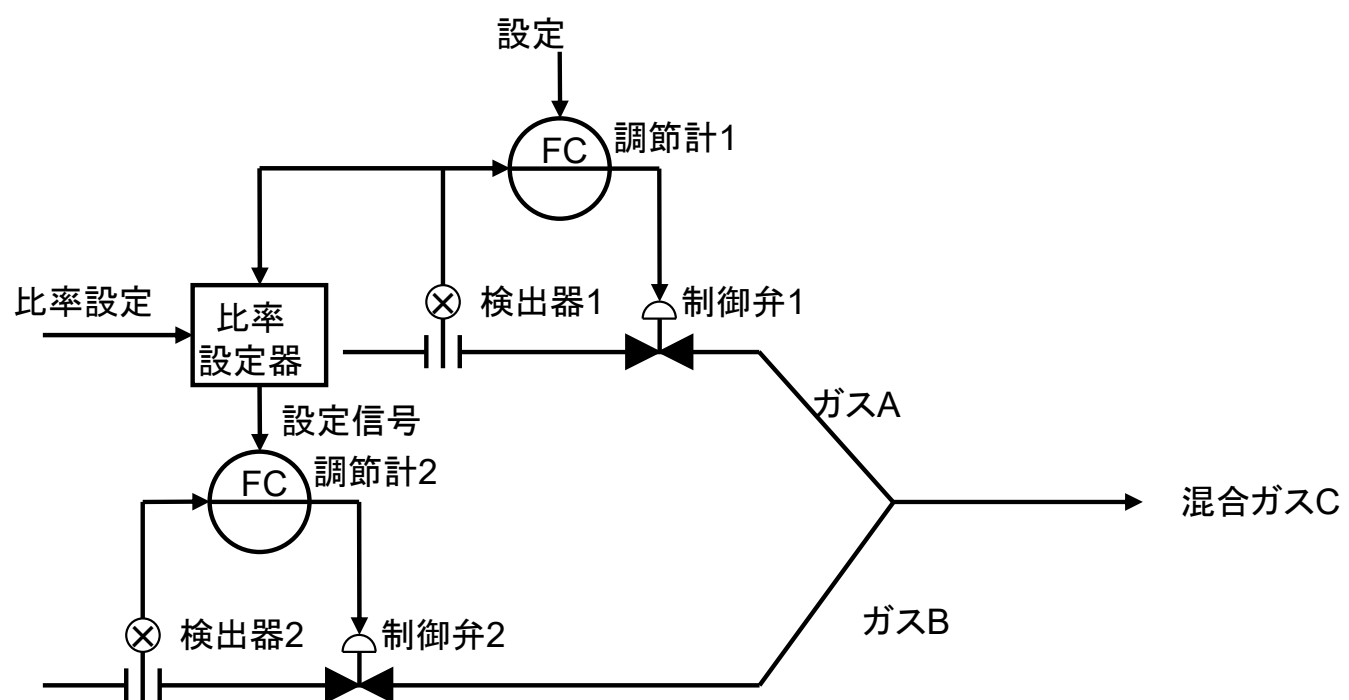 設定
FC
調節計1
比率設定
比率
設定器
検出器1
制御弁1
ガスA
設定信号
FC
調節計2
混合ガスC
検出器2
制御弁2
ガスB